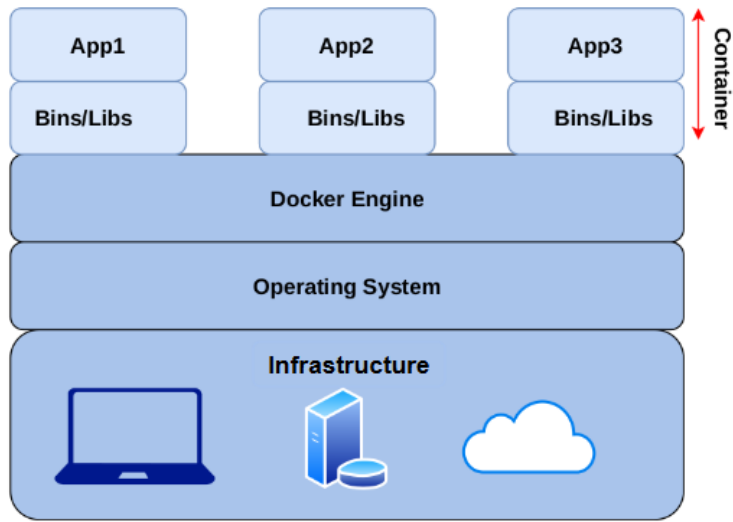 App1
App2
App3
Container
Bins/Libs
Bins/Libs
Bins/Libs
Docker Engine
Operating System
Infrastructure